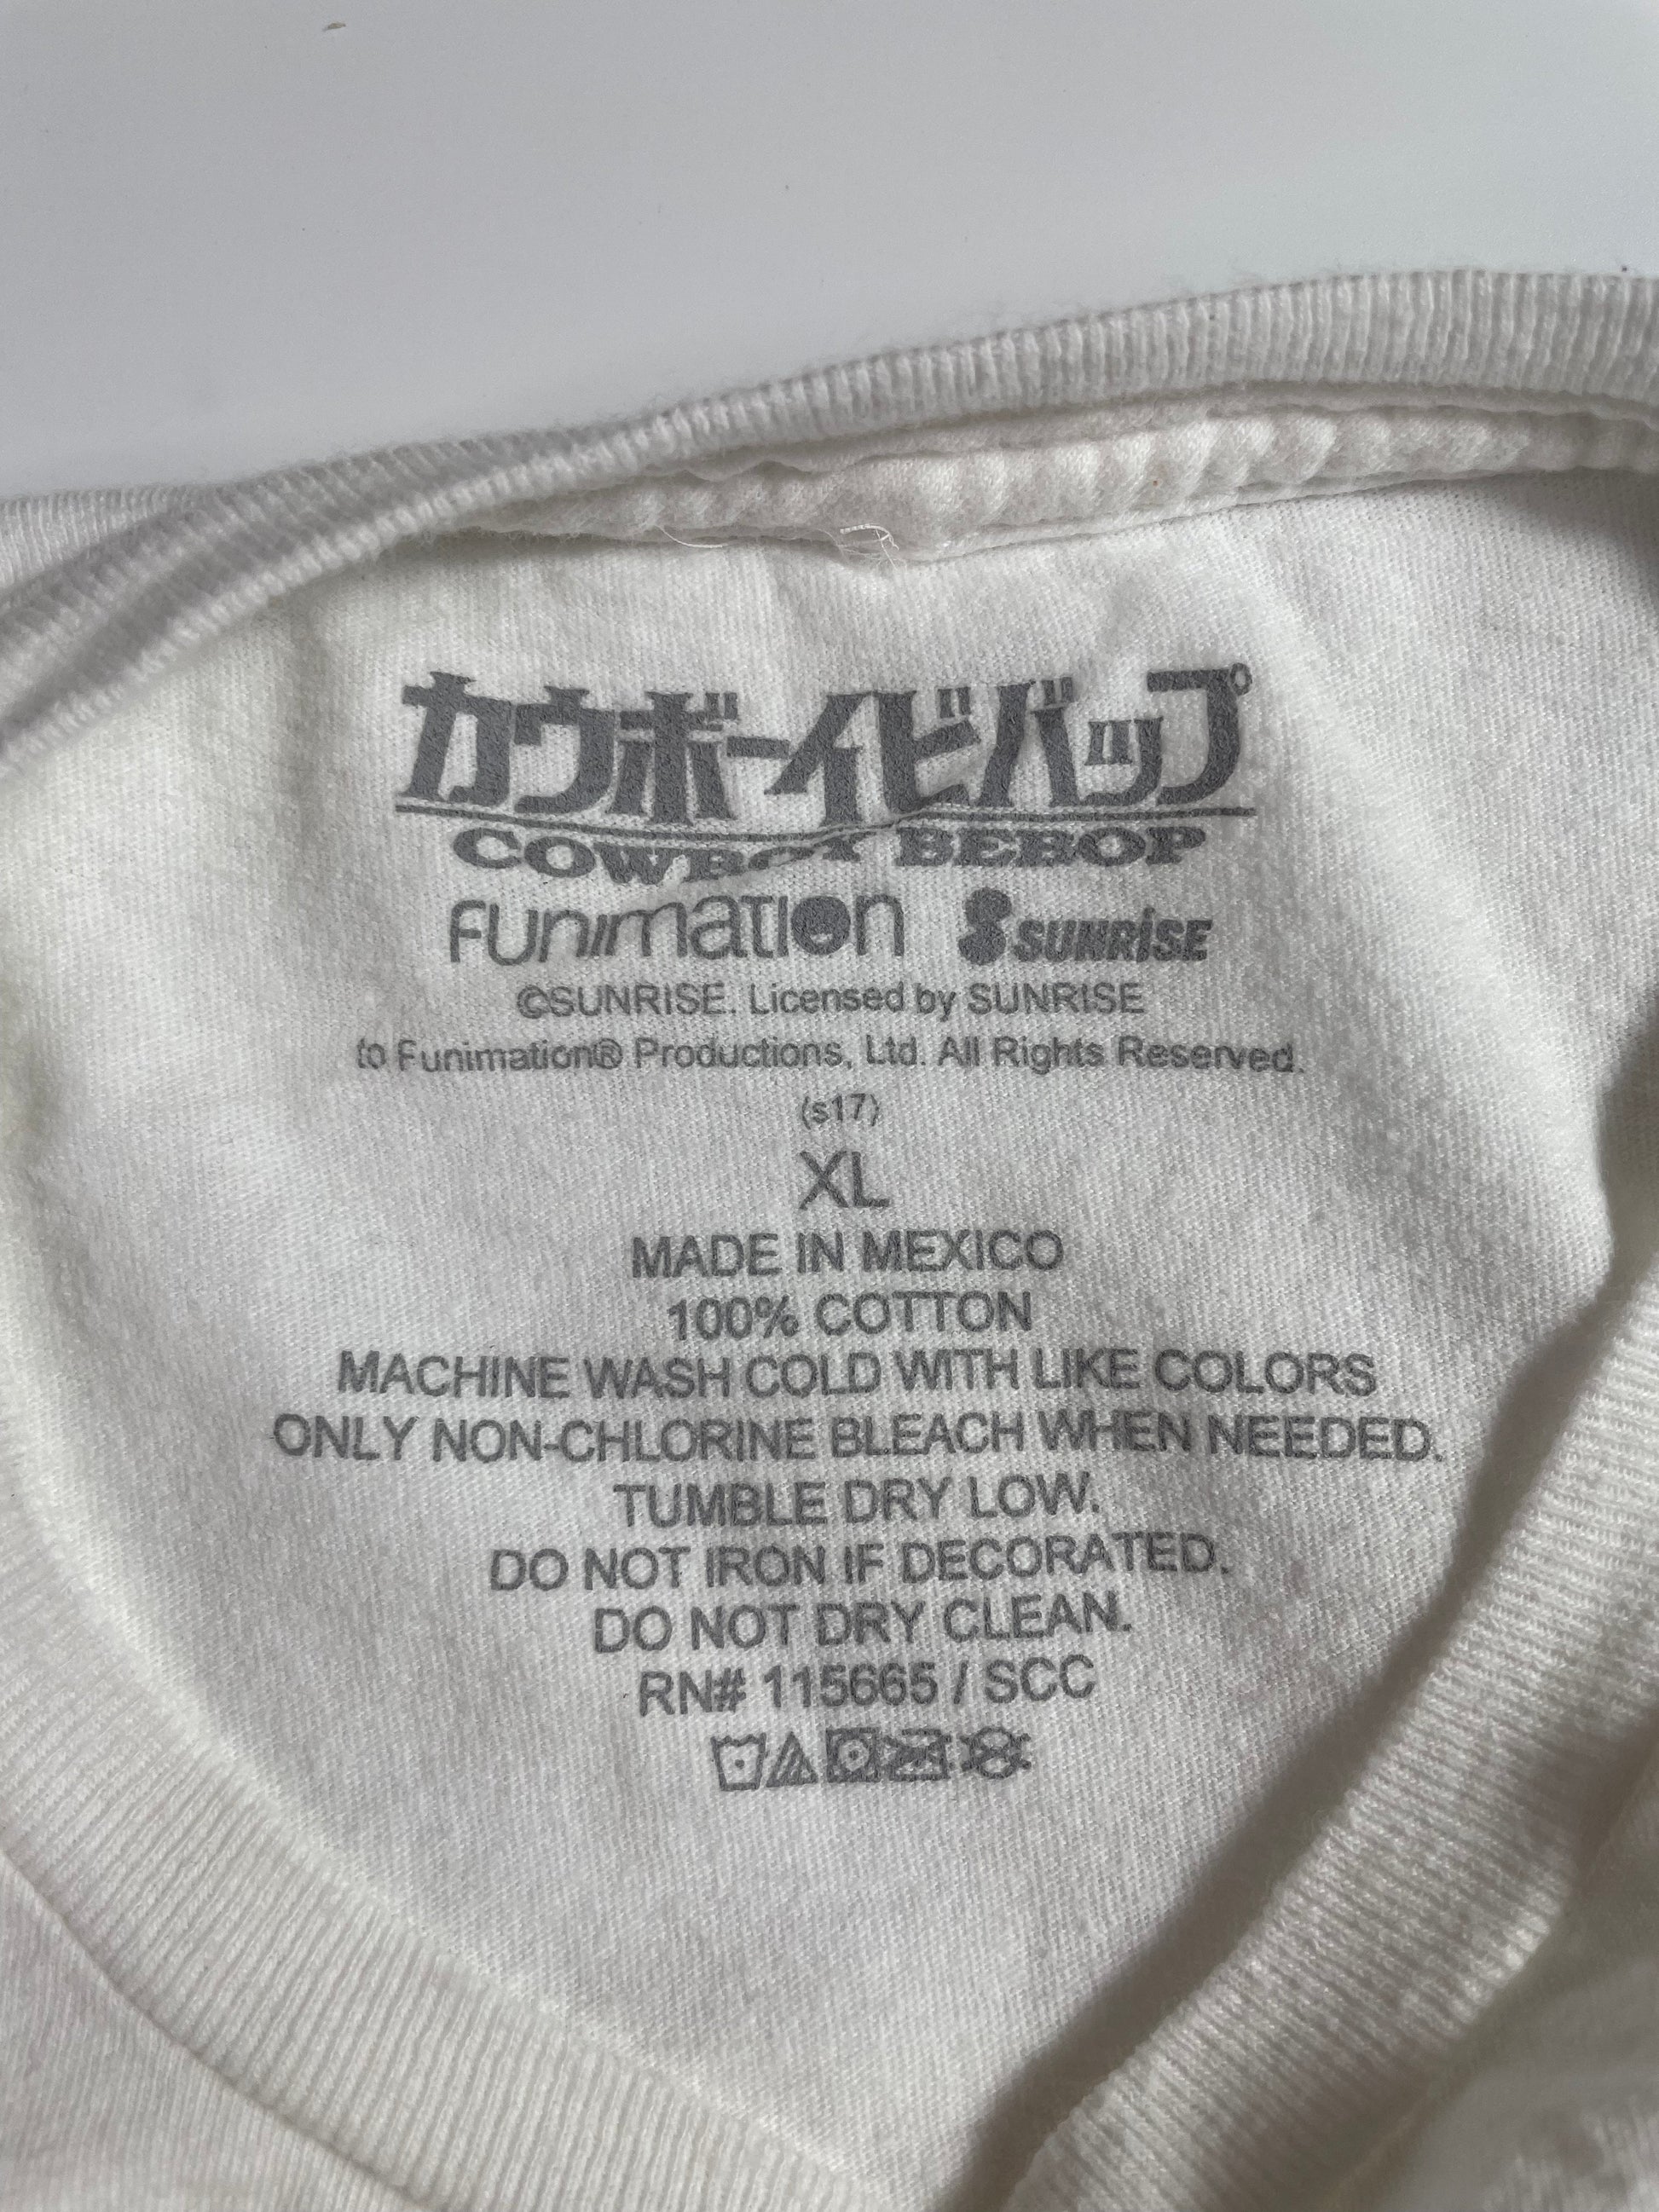 カウボーイビバップ
COWBOY BEBOP
FUnimation SUNRISE
©SUNRISE. Licensed by SUNRISE
to Funimation® Productions, Ltd. All Rights Reserved.
(s17)
XL
MADE IN MEXICO
100% COTTON
MACHINE WASH COLD WITH LIKE COLORS
ONLY NON-CHLORINE BLEACH WHEN NEEDED.
TUMBLE DRY LOW.
DO NOT IRON IF DECORATED.
DO NOT DRY CLEAN.
RN# 115665 / SCC